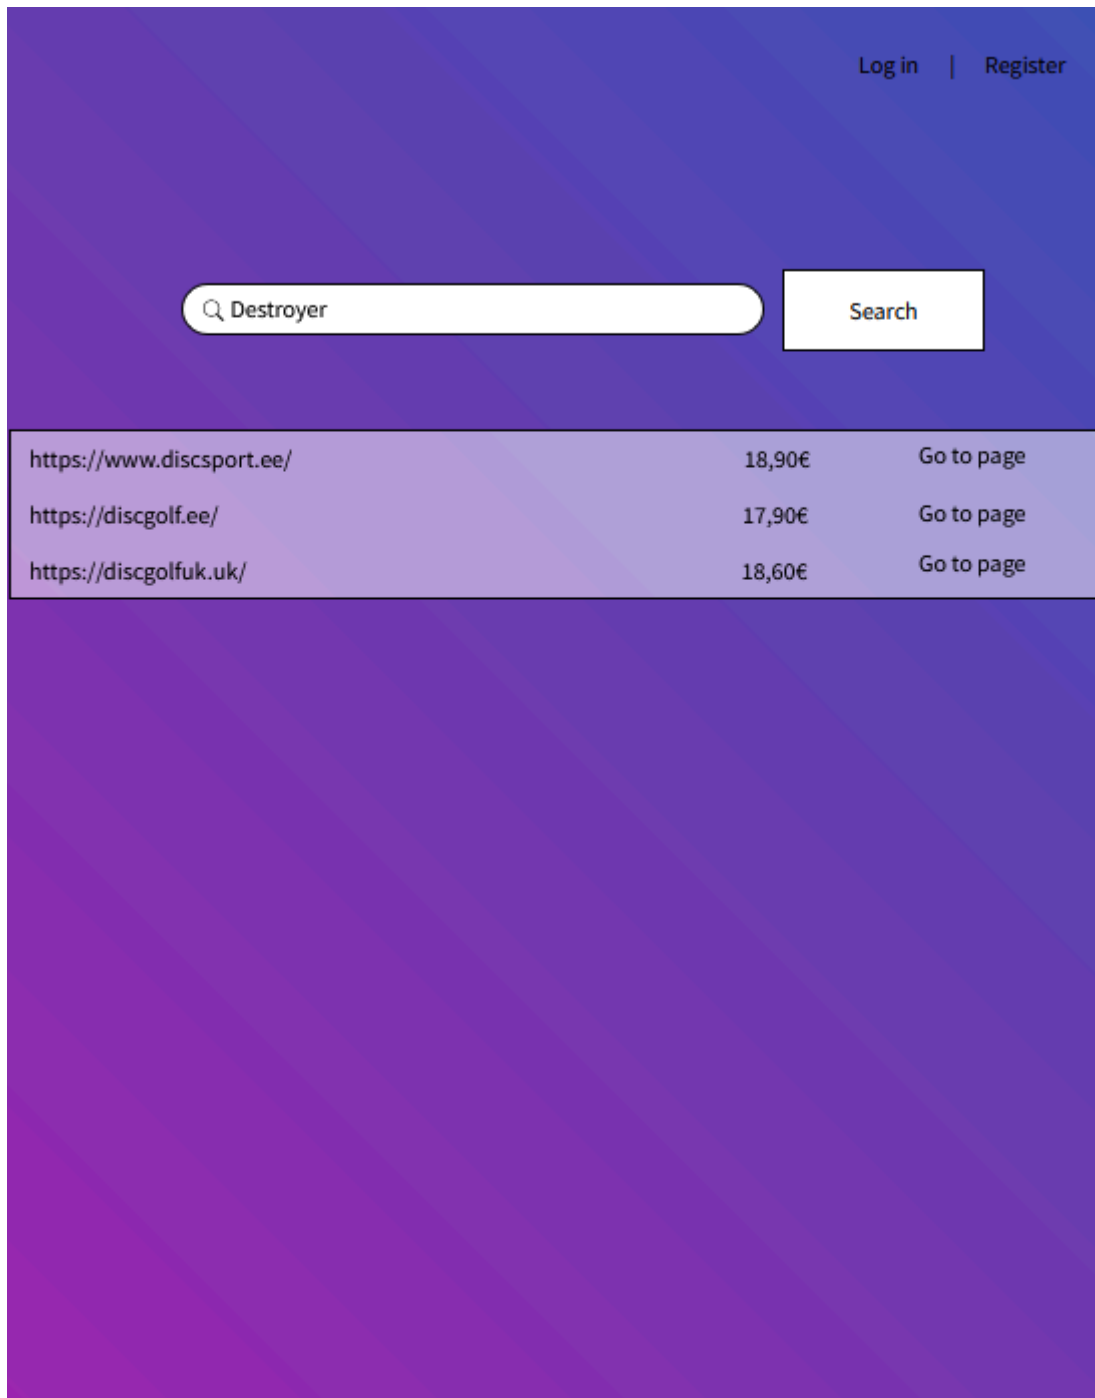 Log in | Register
Destroyer
Search
https://www.discsport.ee/ 18,90€ Go to page
https://discgolf.ee/ 17,90€ Go to page
https://discgolfuk.uk/ 18,60€ Go to page